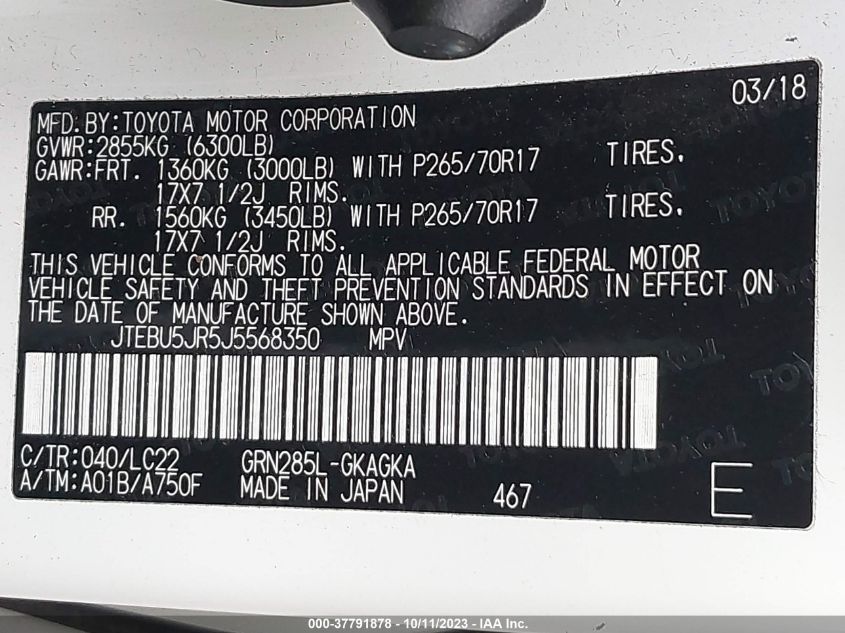 03/18
MFD.BY:TOYOTA MOTOR CORPORATION
GVWR:2855KG (6300LB)
GAWR:FRT. 1360KG (3000LB) WITH P265/70R17 TIRES.
17X7 1/2J RIMS.
RR. 1560KG (3450LB) WITH P265/70R17 TIRES.
17X7 1/2J RIMS.
THIS VEHICLE CONFORMS TO ALL APPLICABLE FEDERAL MOTOR
VEHICLE SAFETY AND THEFT PREVENTION STANDARDS IN EFFECT ON
THE DATE OF MANUFACTURE SHOWN ABOVE.
JTEBU5JR5J5568350 MPV
C/TR:040/LC22 GRN285L-GKAGKA
A/TM:A01B/A750F MADE IN JAPAN 467 E
000-37791878 - 10/11/2023 - IAA Inc.